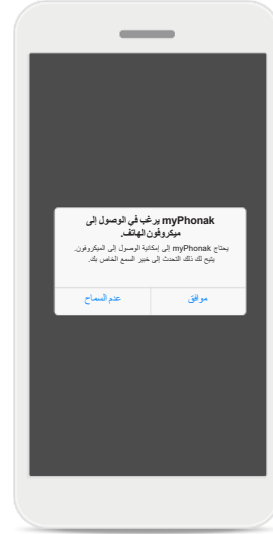 myPhonak يرغب في الوصول إلى
ميكروفون الهاتف.
يحتاج myPhonak إلى إمكانية الوصول إلى الميكروفون.
يتيح لك ذلك التحدث إلى خبير السمع الخاص بك.
موافق
عدم السماح